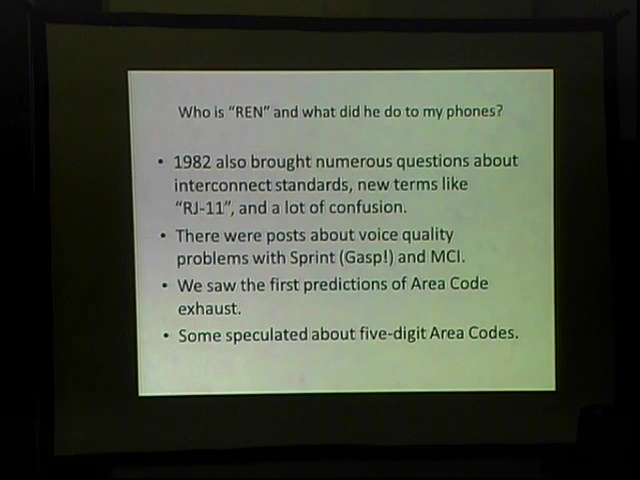 Who is "REN" and what did he do to my phones?
• 1982 also brought numerous questions about
interconnect standards, new terms like
"RJ-11", and a lot of confusion.
• There were posts about voice quality
problems with Sprint (Gasp!) and MCI.
• We saw the first predictions of Area Code
exhaust.
• Some speculated about five-digit Area Codes.